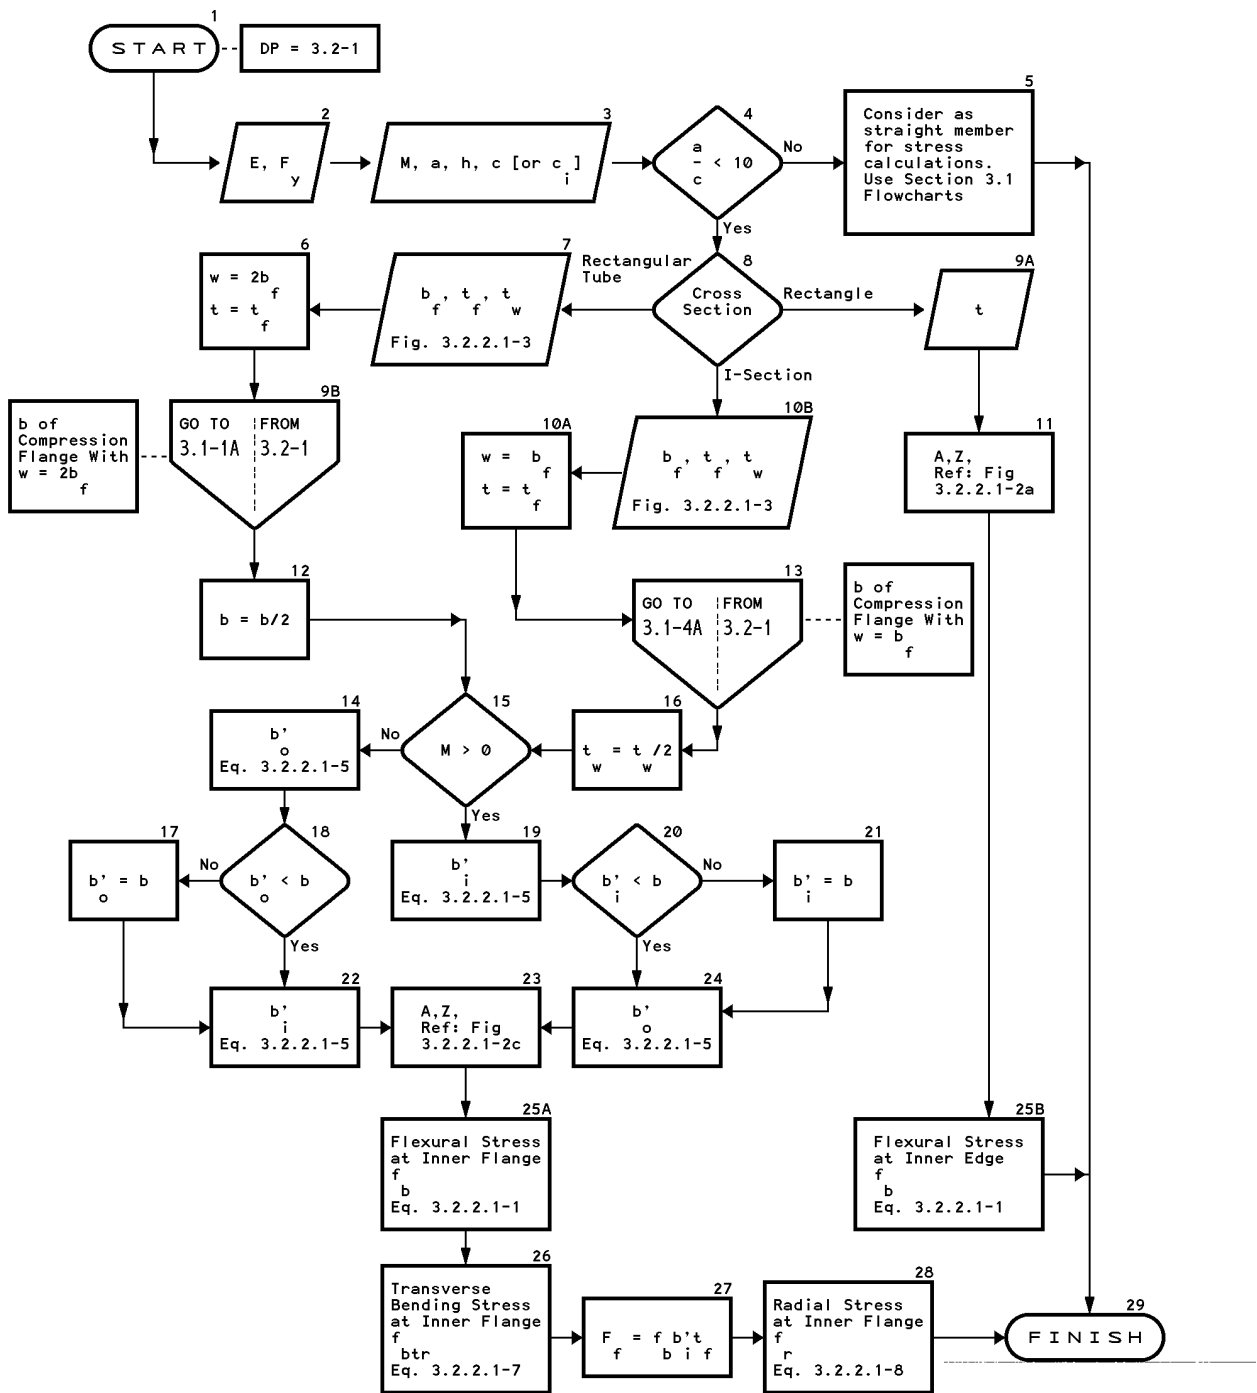 1
START
DP = 3.2-1
2
E, F
y
3
M, a, h, c [or c ]
i
4
a
- < 10
c
No
Yes
5
Consider as
straight member
for stress
calculations.
Use Section 3.1
Flowcharts
6
w = 2b
f
t = t
f
7
b , t , t
f f w
Fig. 3.2.2.1-3
Rectangular
Tube
8
Cross
Section
Rectangle
I-Section
9A
t
9B
GO TO
3.1-1A
FROM
3.2-1
b of
Compression
Flange With
w = 2b
f
10A
w = b
f
t = t
f
10B
b , t , t
f f w
Fig. 3.2.2.1-3
11
A,Z,
Ref: Fig
3.2.2.1-2a
12
b = b/2
13
GO TO
3.1-4A
FROM
3.2-1
b of
Compression
Flange With
w = b
f
14
b'
o
Eq. 3.2.2.1-5
No
15
M > 0
Yes
16
t = t /2
w w
17
b' = b
o
No
18
b' < b
o
Yes
19
b'
i
Eq. 3.2.2.1-5
20
b' < b
i
No
Yes
21
b' = b
i
22
b'
i
Eq. 3.2.2.1-5
23
A,Z,
Ref: Fig
3.2.2.1-2c
24
b'
o
Eq. 3.2.2.1-5
25A
Flexural Stress
at Inner Flange
f
b
Eq. 3.2.2.1-1
25B
Flexural Stress
at Inner Edge
f
b
Eq. 3.2.2.1-1
26
Transverse
Bending Stress
at Inner Flange
f
btr
Eq. 3.2.2.1-7
27
F = f b't
f b i f
28
Radial Stress
at Inner Flange
f
r
Eq. 3.2.2.1-8
29
FINISH